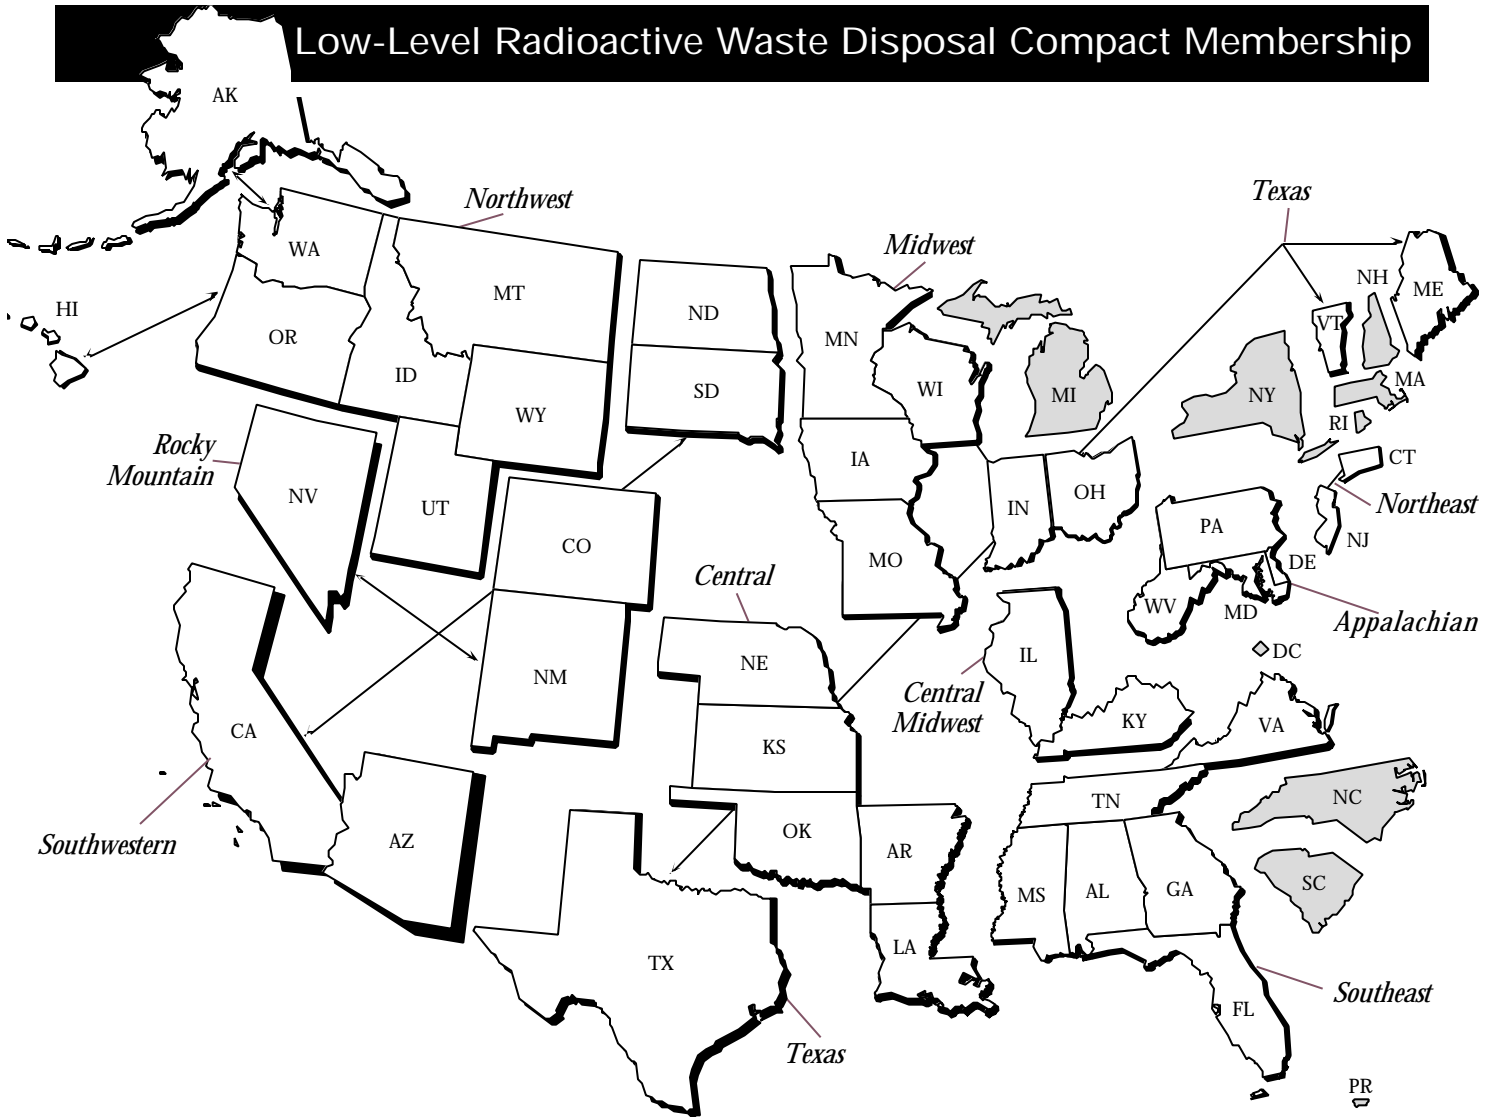 Low-Level Radioactive Waste Disposal Compact Membership
AK
Northwest
Texas
WA
Midwest
MT
NH
ME
HI
ND
VT
OR
MN
ID
SD
WI
MI
NY
MA
WY
RI
Rocky
Mountain
IA
CT
NV
UT
IN
OH
Northeast
CO
PA
NJ
MO
DE
Central
WV
MD
Appalachian
NM
NE
IL
DC
Central
Midwest
CA
KS
KY
VA
TN
NC
Southwestern
AZ
OK
AR
SC
MS
AL
GA
TX
LA
Southeast
FL
Texas
PR